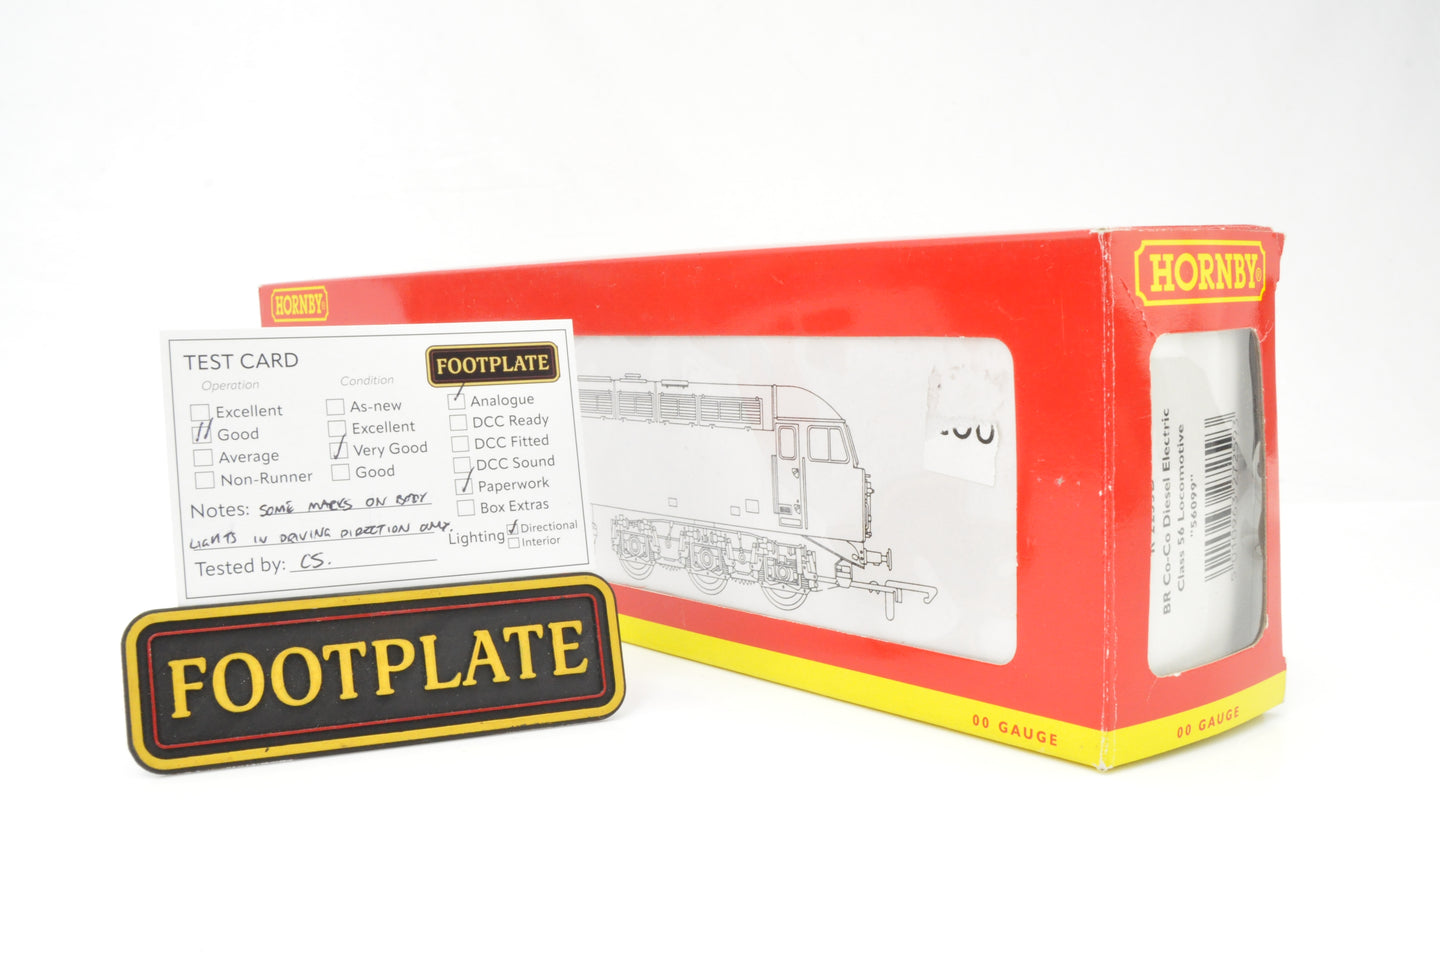 HORNBY®
TEST CARD
FOOTPLATE
Operation
Excellent
Good
Average
Non-Runner
Condition
As-new
Excellent
Very Good
Good
Analogue
DCC Ready
DCC Fitted
DCC Sound
Paperwork
Box Extras
Lighting
Directional
Interior
Notes: SOME MARKS ON BODY
LIGHTS IN DRIVING DIRECTION ONLY.
Tested by: CS.
FOOTPLATE
00 GAUGE
HORNBY®
BR Co-Co Diesel Electric
Class 56 Locomotive
"56099"
00 GAUGE